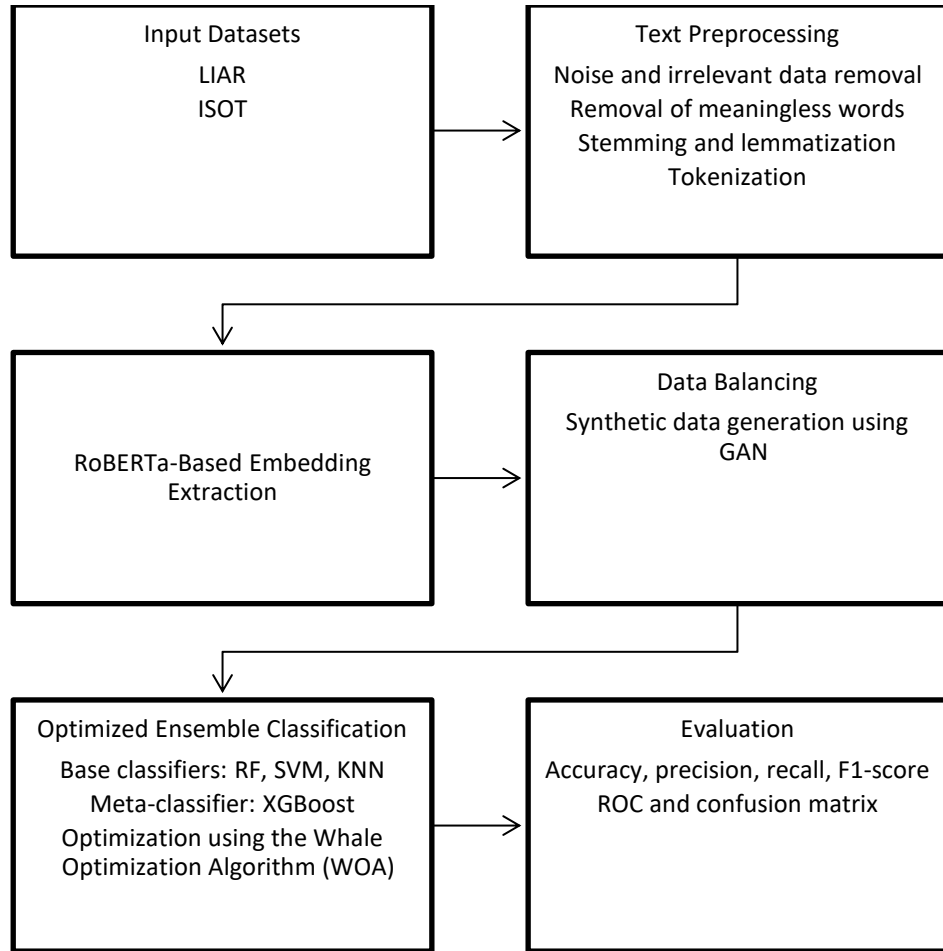 Input Datasets
LIAR
ISOT
Text Preprocessing
Noise and irrelevant data removal
Removal of meaningless words
Stemming and lemmatization
Tokenization
RoBERTa-Based Embedding
Extraction
Data Balancing
Synthetic data generation using
GAN
Optimized Ensemble Classification
Base classifiers: RF, SVM, KNN
Meta-classifier: XGBoost
Optimization using the Whale
Optimization Algorithm (WOA)
Evaluation
Accuracy, precision, recall, F1-score
ROC and confusion matrix